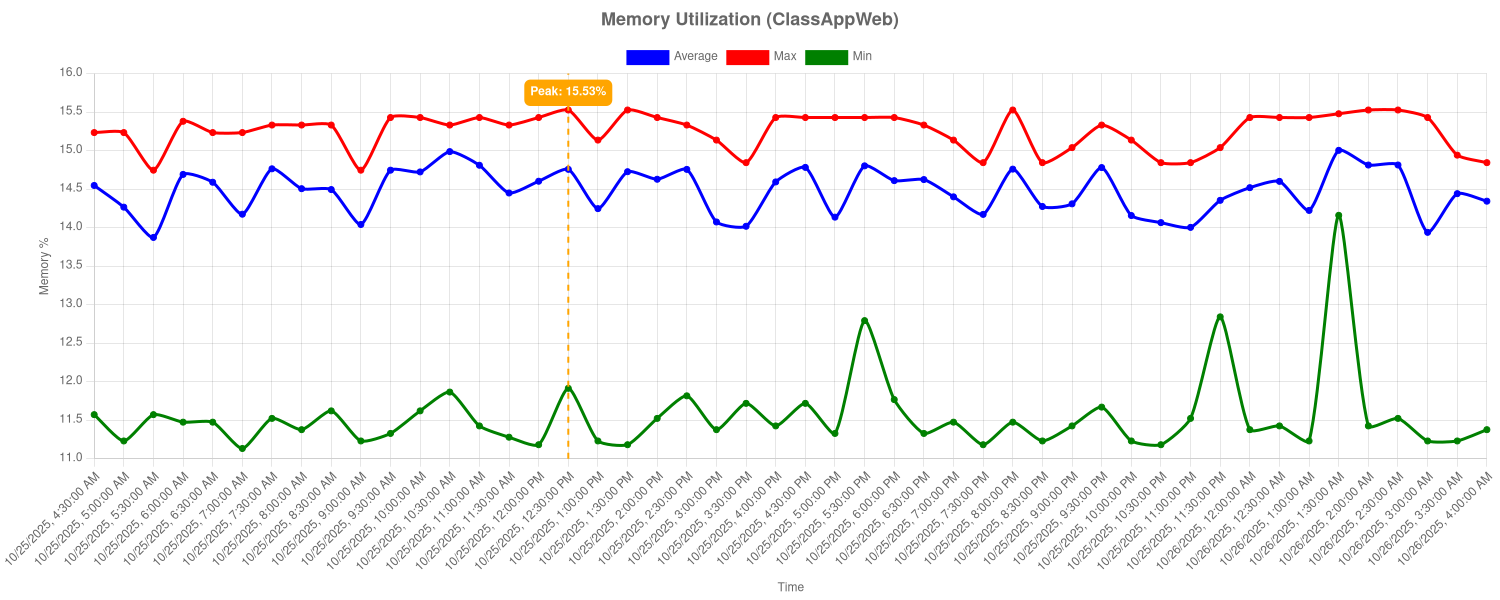 Memory Utilization (ClassAppWeb)
Average Max Min
16.0
Peak: 15.53%
15.5
15.0
14.5
14.0
13.5
13.0
12.5
12.0
11.5
11.0
Memory %
10/25/2025, 4:30:00 AM
10/25/2025, 5:00:00 AM
10/25/2025, 5:30:00 AM
10/25/2025, 6:00:00 AM
10/25/2025, 6:30:00 AM
10/25/2025, 7:00:00 AM
10/25/2025, 7:30:00 AM
10/25/2025, 8:00:00 AM
10/25/2025, 8:30:00 AM
10/25/2025, 9:00:00 AM
10/25/2025, 9:30:00 AM
10/25/2025, 10:00:00 AM
10/25/2025, 10:30:00 AM
10/25/2025, 11:00:00 AM
10/25/2025, 11:30:00 AM
10/25/2025, 12:00:00 PM
10/25/2025, 12:30:00 PM
10/25/2025, 1:00:00 PM
10/25/2025, 1:30:00 PM
10/25/2025, 2:00:00 PM
10/25/2025, 2:30:00 PM
10/25/2025, 3:00:00 PM
10/25/2025, 3:30:00 PM
10/25/2025, 4:00:00 PM
10/25/2025, 4:30:00 PM
10/25/2025, 5:00:00 PM
10/25/2025, 5:30:00 PM
10/25/2025, 6:00:00 PM
10/25/2025, 6:30:00 PM
10/25/2025, 7:00:00 PM
10/25/2025, 7:30:00 PM
10/25/2025, 8:00:00 PM
10/25/2025, 8:30:00 PM
10/25/2025, 9:00:00 PM
10/25/2025, 9:30:00 PM
10/25/2025, 10:00:00 PM
10/25/2025, 10:30:00 PM
10/25/2025, 11:00:00 PM
10/25/2025, 11:30:00 PM
10/26/2025, 12:00:00 AM
10/26/2025, 12:30:00 AM
10/26/2025, 1:00:00 AM
10/26/2025, 1:30:00 AM
10/26/2025, 2:00:00 AM
10/26/2025, 2:30:00 AM
10/26/2025, 3:00:00 AM
10/26/2025, 3:30:00 AM
10/26/2025, 4:00:00 AM
Time